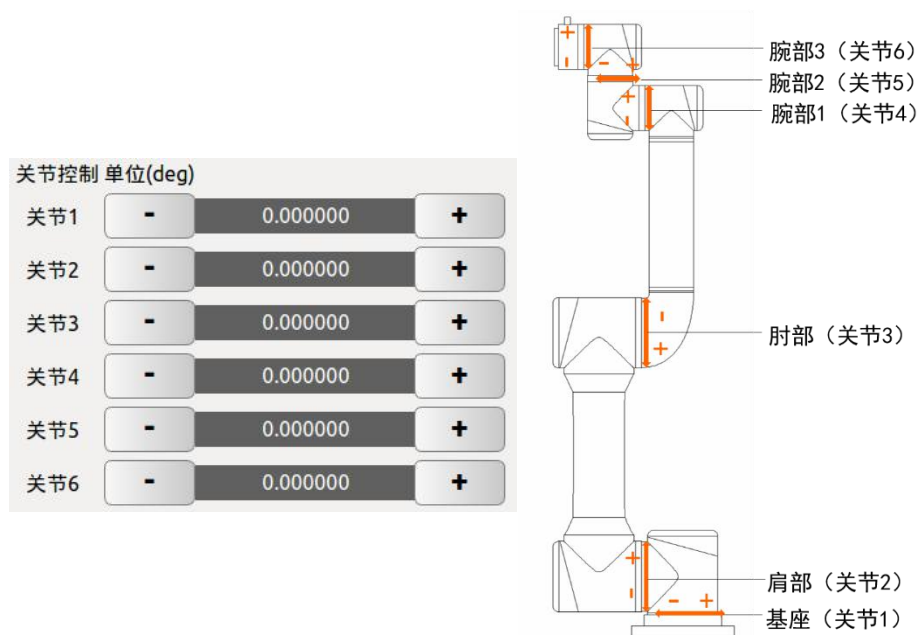 关节控制 单位(deg)
关节1 - 0.000000 +
关节2 - 0.000000 +
关节3 - 0.000000 +
关节4 - 0.000000 +
关节5 - 0.000000 +
关节6 - 0.000000 +
腕部3（关节6）
+
-
- +
腕部2（关节5）
腕部1（关节4）
+
-
-
+
肘部（关节3）
+
-
肩部（关节2）
- +
基座（关节1）